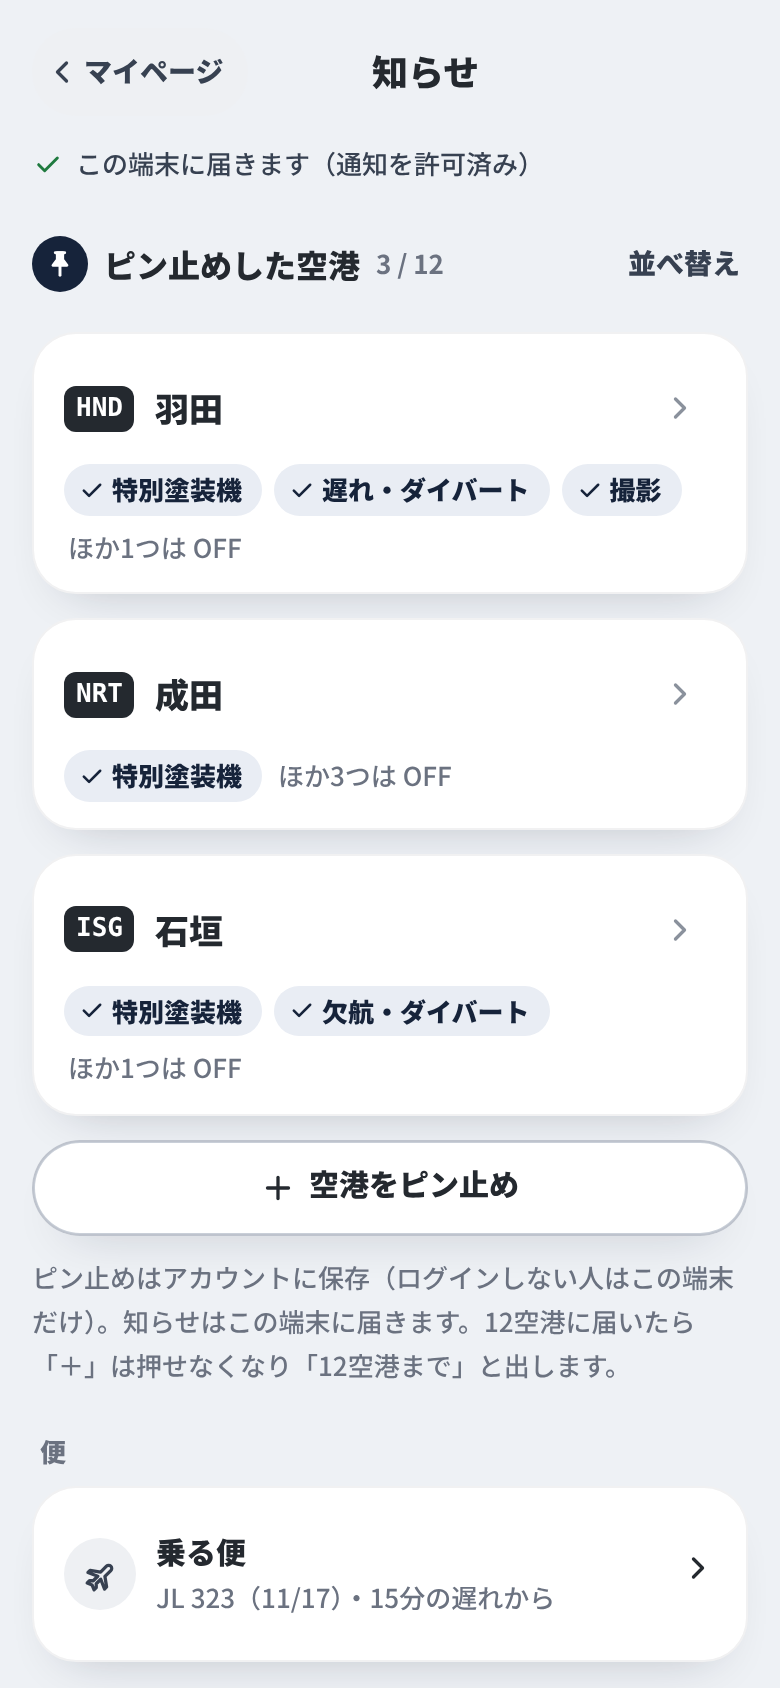 マイページ
知らせ
この端末に届きます（通知を許可済み）
ピン止めした空港 3 / 12
並べ替え
HND 羽田
特別塗装機 遅れ・ダイバート 撮影
ほか1つは OFF
NRT 成田
特別塗装機 ほか3つは OFF
ISG 石垣
特別塗装機 欠航・ダイバート
ほか1つは OFF
＋ 空港をピン止め
ピン止めはアカウントに保存（ログインしない人はこの端末
だけ）。知らせはこの端末に届きます。12空港に届いたら
「＋」は押せなくなり「12空港まで」と出します。
便
乗る便
JL 323（11/17）・15分の遅れから